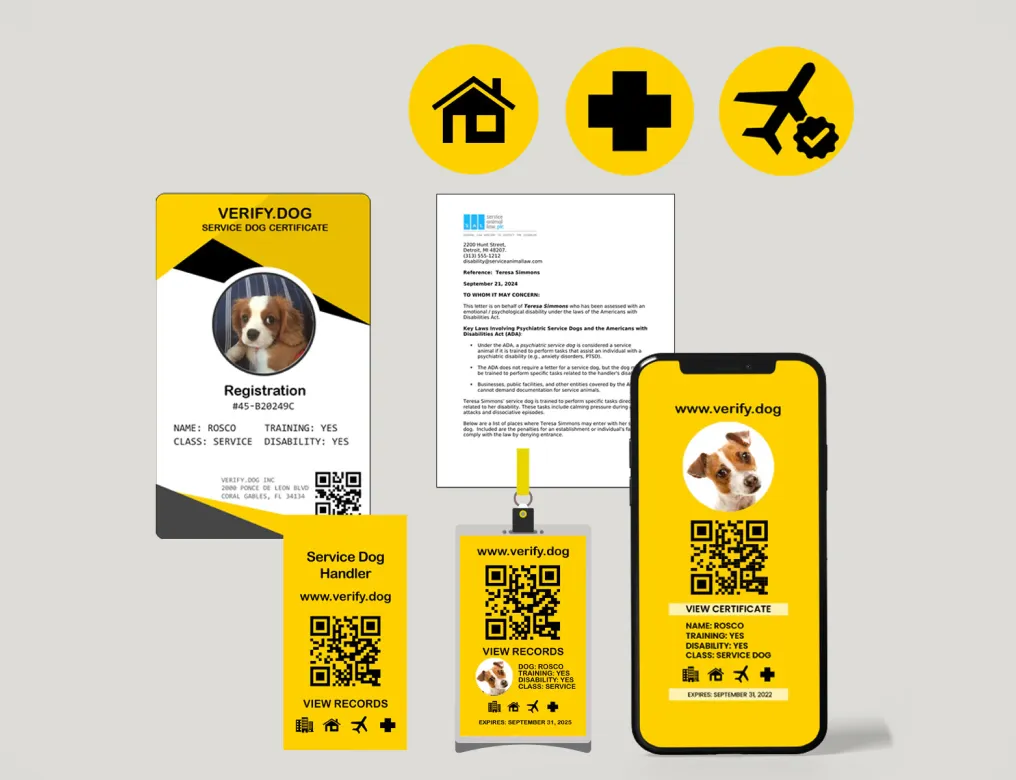 VERIFY.DOG
SERVICE DOG CERTIFICATE
Registration
#45-B20249C
NAME: ROSCO TRAINING: YES
CLASS: SERVICE DISABILITY: YES
VERIFY.DOG INC
2000 PONCE DE LEON BLVD
CORAL GABLES, FL 34134
service
animal
law
2200 Hunt Street,
Detroit, MI 48207.
(313) 555-1212
disability@serviceanimallaw.com
Reference: Teresa Simmons
September 21, 2024
TO WHOM IT MAY CONCERN:
This letter is on behalf of Teresa Simmons who has been assessed with an
emotional / psychological disability under the laws of the Americans with
Disabilities Act.
Key Laws Involving Psychiatric Service Dogs and the Americans with
Disabilities Act (ADA):
• Under the ADA, a psychiatric service dog is considered a service
animal if it is trained to perform tasks that assist an individual with a
psychiatric disability (e.g., anxiety disorders, PTSD).
• The ADA does not require a letter for a service dog, but the dog
be trained to perform specific tasks related to the handler's
• Businesses, public facilities, and other entities covered by the
cannot demand documentation for service animals.
Teresa Simmons' service dog is trained to perform specific tasks
related to her disability. These tasks include calming pressure during
attacks and dissociative episodes.
Below are a list of places where Teresa Simmons may enter with her
dog. Included are the penalties for an establishment or individual's
comply with the law by denying entrance.
Service Dog
Handler
www.verify.dog
VIEW RECORDS
www.verify.dog
VIEW RECORDS
DOG: ROSCO
TRAINING: YES
DISABILITY: YES
CLASS: SERVICE
EXPIRES: SEPTEMBER 31, 2025
www.verify.dog
VIEW CERTIFICATE
NAME: ROSCO
TRAINING: YES
DISABILITY: YES
CLASS: SERVICE DOG
EXPIRES: SEPTEMBER 31, 2022